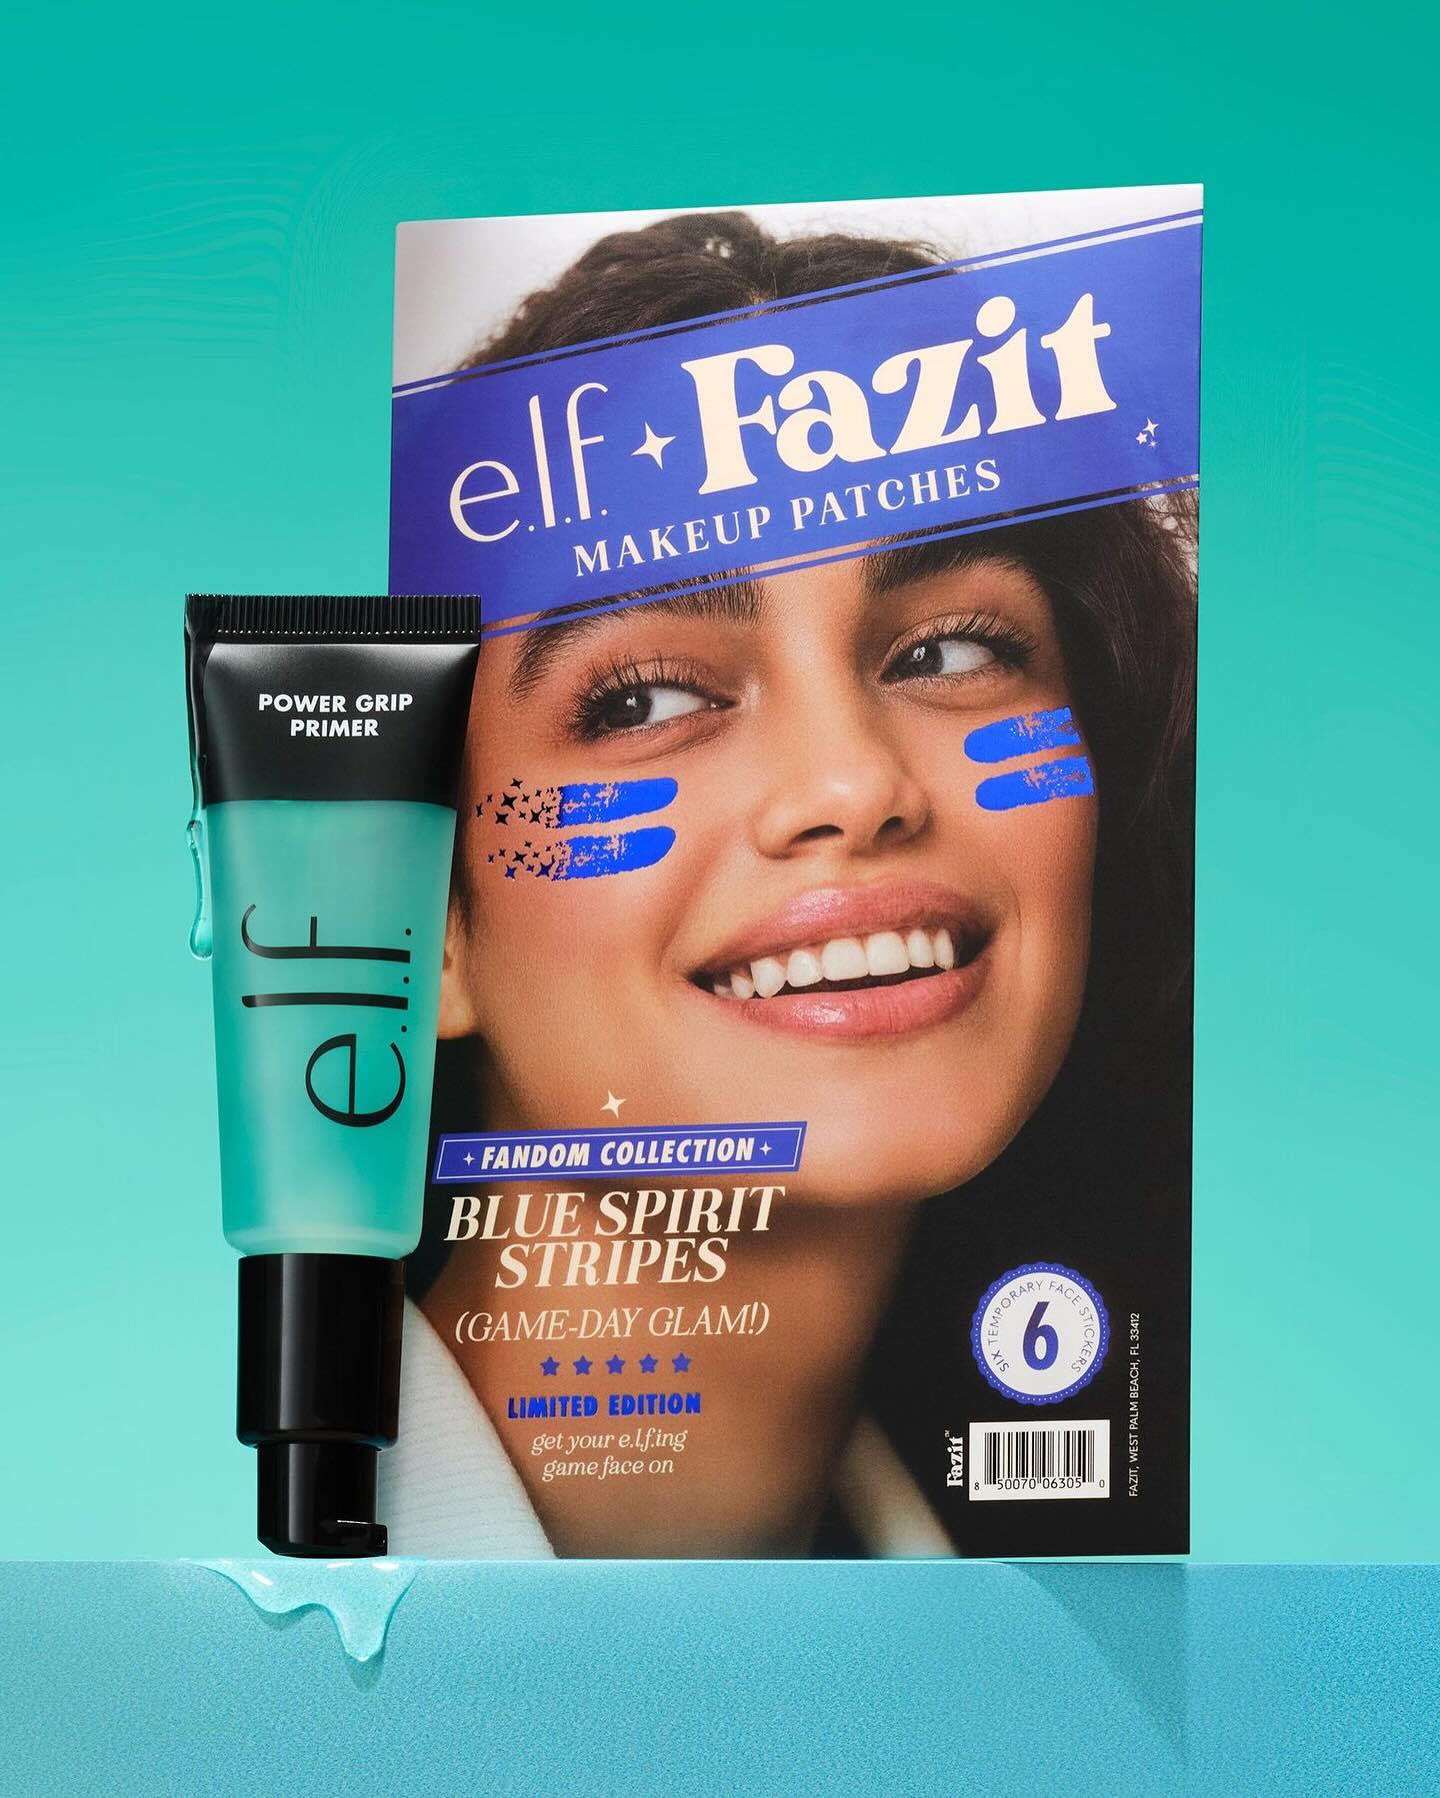 e.l.f. Fazit
MAKEUP PATCHES
POWER GRIP
PRIMER
e.l.f.
FANDOM COLLECTION
BLUE SPIRIT
STRIPES
(GAME-DAY GLAM!)
LIMITED EDITION
get your e.l.f.ing
game face on
SIX TEMPORARY FACE STICKERS
6
Fazit™
8 50070 06305 0
FAZIT, WEST PALM BEACH, FL 33412